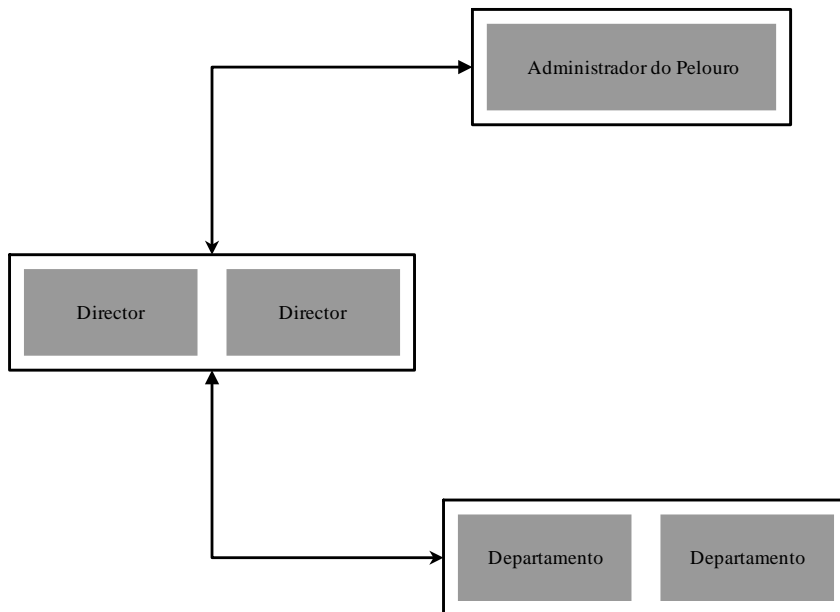 Administrador do Pelouro
Director
Director
Departamento
Departamento